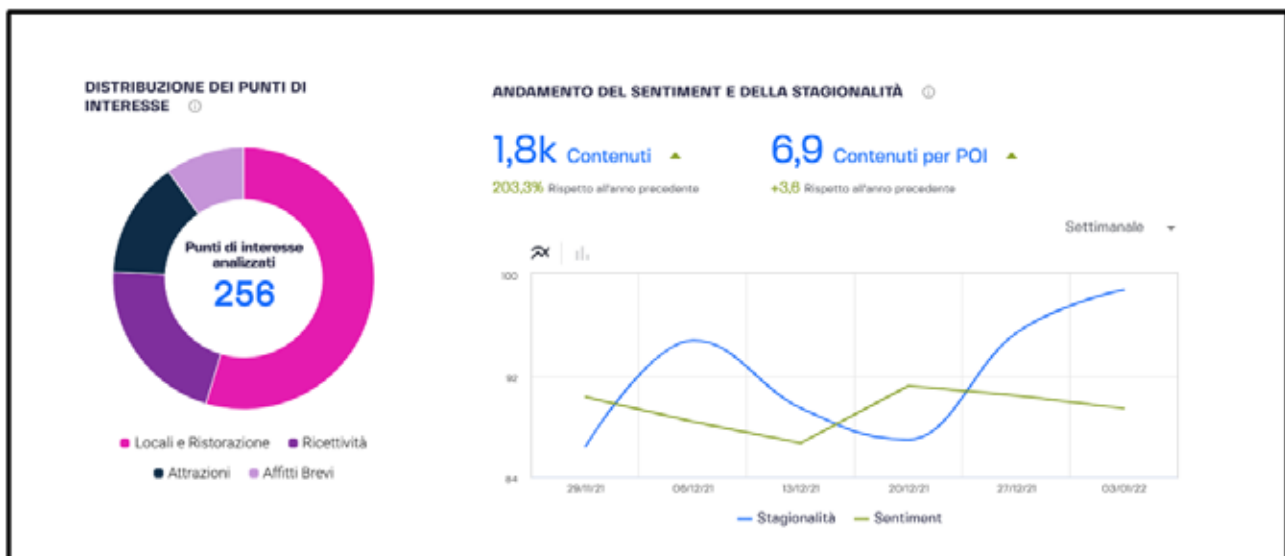 DISTRIBUZIONE DEI PUNTI DI
INTERESSE
Punti di interesse
analizzati
256
Locali e Ristorazione
Ricettività
Attrazioni
Affitti Brevi
ANDAMENTO DEL SENTIMENT E DELLA STAGIONALITÀ
1,8k Contenuti
203,3% Rispetto all'anno precedente
6,9 Contenuti per POI
+3,6 Rispetto all'anno precedente
Settimanale
100
92
84
29/11/21
06/12/21
13/12/21
20/12/21
27/12/21
03/01/22
Stagionalità
Sentiment